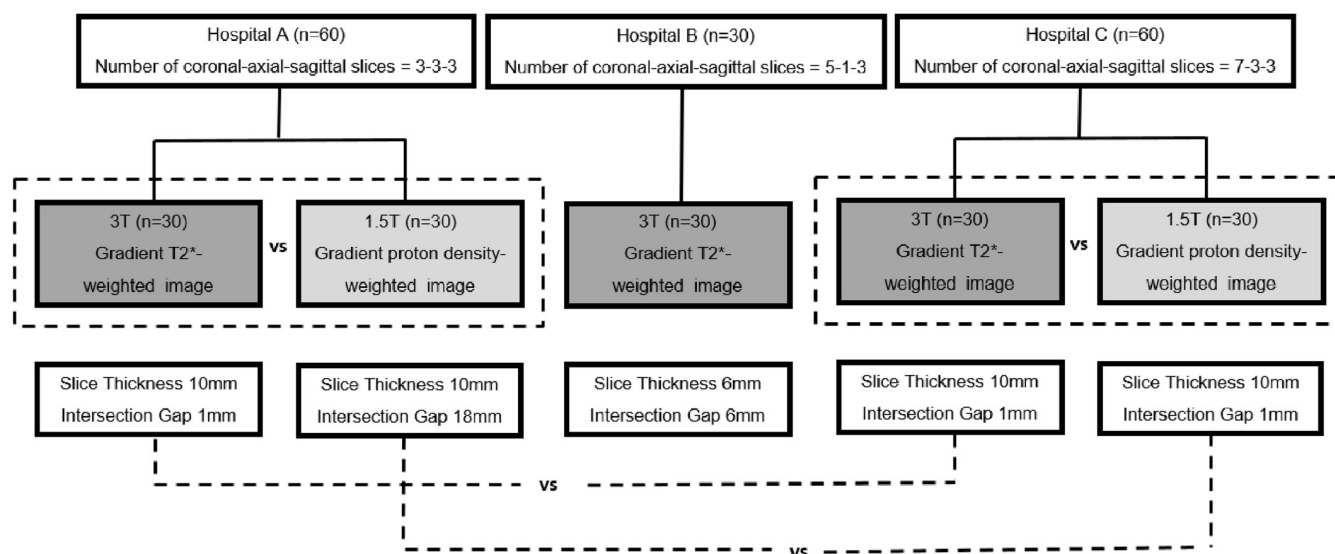 Hospital A (n=60)
Number of coronal-axial-sagittal slices = 3-3-3
Hospital B (n=30)
Number of coronal-axial-sagittal slices = 5-1-3
Hospital C (n=60)
Number of coronal-axial-sagittal slices = 7-3-3
3T (n=30)
Gradient T2*-
weighted image
vs
1.5T (n=30)
Gradient proton density-
weighted image
3T (n=30)
Gradient T2*-
weighted image
3T (n=30)
Gradient T2*-
weighted image
vs
1.5T (n=30)
Gradient proton density-
weighted image
Slice Thickness 10mm
Intersection Gap 1mm
Slice Thickness 10mm
Intersection Gap 18mm
Slice Thickness 6mm
Intersection Gap 6mm
Slice Thickness 10mm
Intersection Gap 1mm
Slice Thickness 10mm
Intersection Gap 1mm
vs
vs